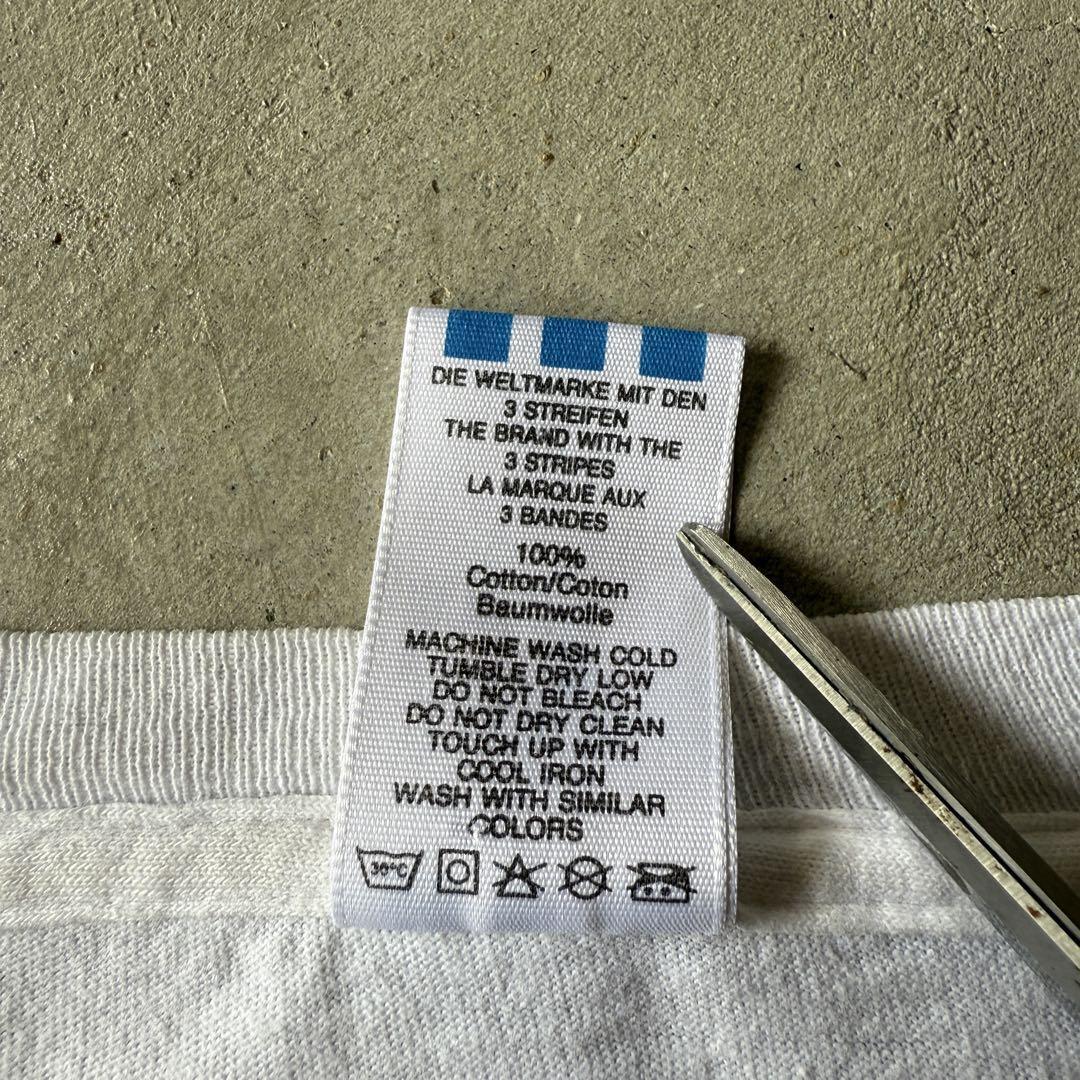 DIE WELTMARKE MIT DEN
3 STREIFEN
THE BRAND WITH THE
3 STRIPES
LA MARQUE AUX
3 BANDES
100%
Cotton/Coton
Baumwolle
MACHINE WASH COLD
TUMBLE DRY LOW
DO NOT BLEACH
DO NOT DRY CLEAN
TOUCH UP WITH
COOL IRON
WASH WITH SIMILAR
COLORS
30°C